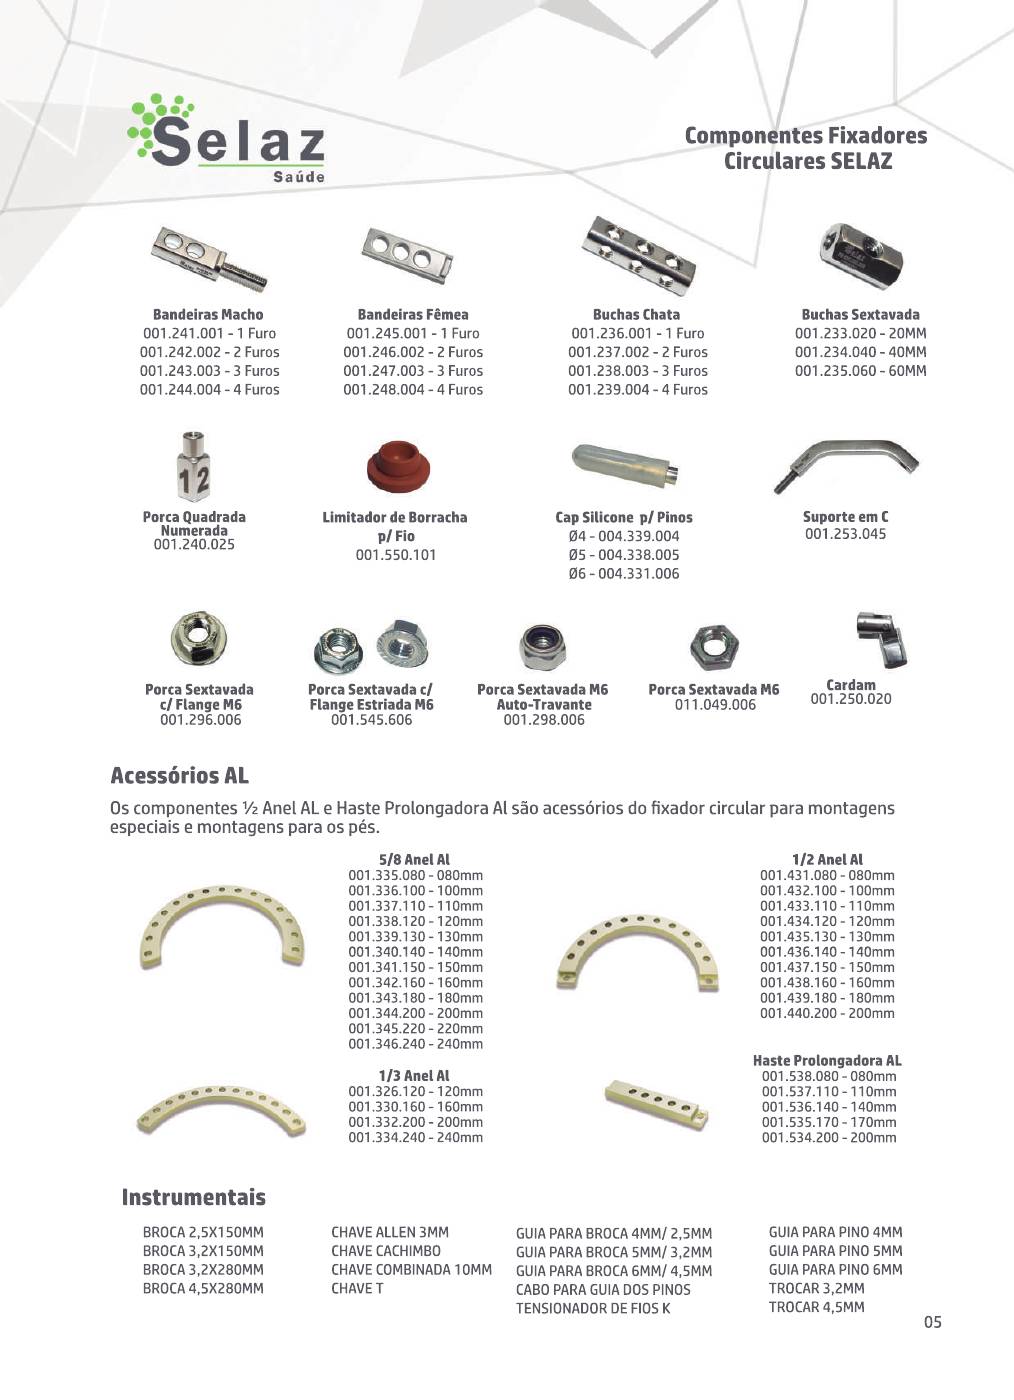 Selaz
Saúde
Componentes Fixadores
Circulares SELAZ
Bandeiras Macho
001.241.001 - 1 Furo
001.242.002 - 2 Furos
001.243.003 - 3 Furos
001.244.004 - 4 Furos
Bandeiras Fêmea
001.245.001 - 1 Furo
001.246.002 - 2 Furos
001.247.003 - 3 Furos
001.248.004 - 4 Furos
Buchas Chata
001.236.001 - 1 Furo
001.237.002 - 2 Furos
001.238.003 - 3 Furos
001.239.004 - 4 Furos
Buchas Sextavada
001.233.020 - 20MM
001.234.040 - 40MM
001.235.060 - 60MM
12
Porca Quadrada
Numerada
001.240.025
Limitador de Borracha
p/ Fio
001.550.101
Cap Silicone p/ Pinos
Ø4 - 004.339.004
Ø5 - 004.338.005
Ø6 - 004.331.006
Suporte em C
001.253.045
Porca Sextavada
c/ Flange M6
001.296.006
Porca Sextavada c/
Flange Estriada M6
001.545.606
Porca Sextavada M6
Auto-Travante
001.298.006
Porca Sextavada M6
011.049.006
Cardam
001.250.020
Acessórios AL
Os componentes ½ Anel AL e Haste Prolongadora Al são acessórios do fixador circular para montagens
especiais e montagens para os pés.
5/8 Anel Al
001.335.080 - 080mm
001.336.100 - 100mm
001.337.110 - 110mm
001.338.120 - 120mm
001.339.130 - 130mm
001.340.140 - 140mm
001.341.150 - 150mm
001.342.160 - 160mm
001.343.180 - 180mm
001.344.200 - 200mm
001.345.220 - 220mm
001.346.240 - 240mm
1/2 Anel Al
001.431.080 - 080mm
001.432.100 - 100mm
001.433.110 - 110mm
001.434.120 - 120mm
001.435.130 - 130mm
001.436.140 - 140mm
001.437.150 - 150mm
001.438.160 - 160mm
001.439.180 - 180mm
001.440.200 - 200mm
1/3 Anel Al
001.326.120 - 120mm
001.330.160 - 160mm
001.332.200 - 200mm
001.334.240 - 240mm
Haste Prolongadora AL
001.538.080 - 080mm
001.537.110 - 110mm
001.536.140 - 140mm
001.535.170 - 170mm
001.534.200 - 200mm
Instrumentais
BROCA 2,5X150MM
BROCA 3,2X150MM
BROCA 3,2X280MM
BROCA 4,5X280MM
CHAVE ALLEN 3MM
CHAVE CACHIMBO
CHAVE COMBINADA 10MM
CHAVE T
GUIA PARA BROCA 4MM/ 2,5MM
GUIA PARA BROCA 5MM/ 3,2MM
GUIA PARA BROCA 6MM/ 4,5MM
CABO PARA GUIA DOS PINOS
TENSIONADOR DE FIOS K
GUIA PARA PINO 4MM
GUIA PARA PINO 5MM
GUIA PARA PINO 6MM
TROCAR 3,2MM
TROCAR 4,5MM
05